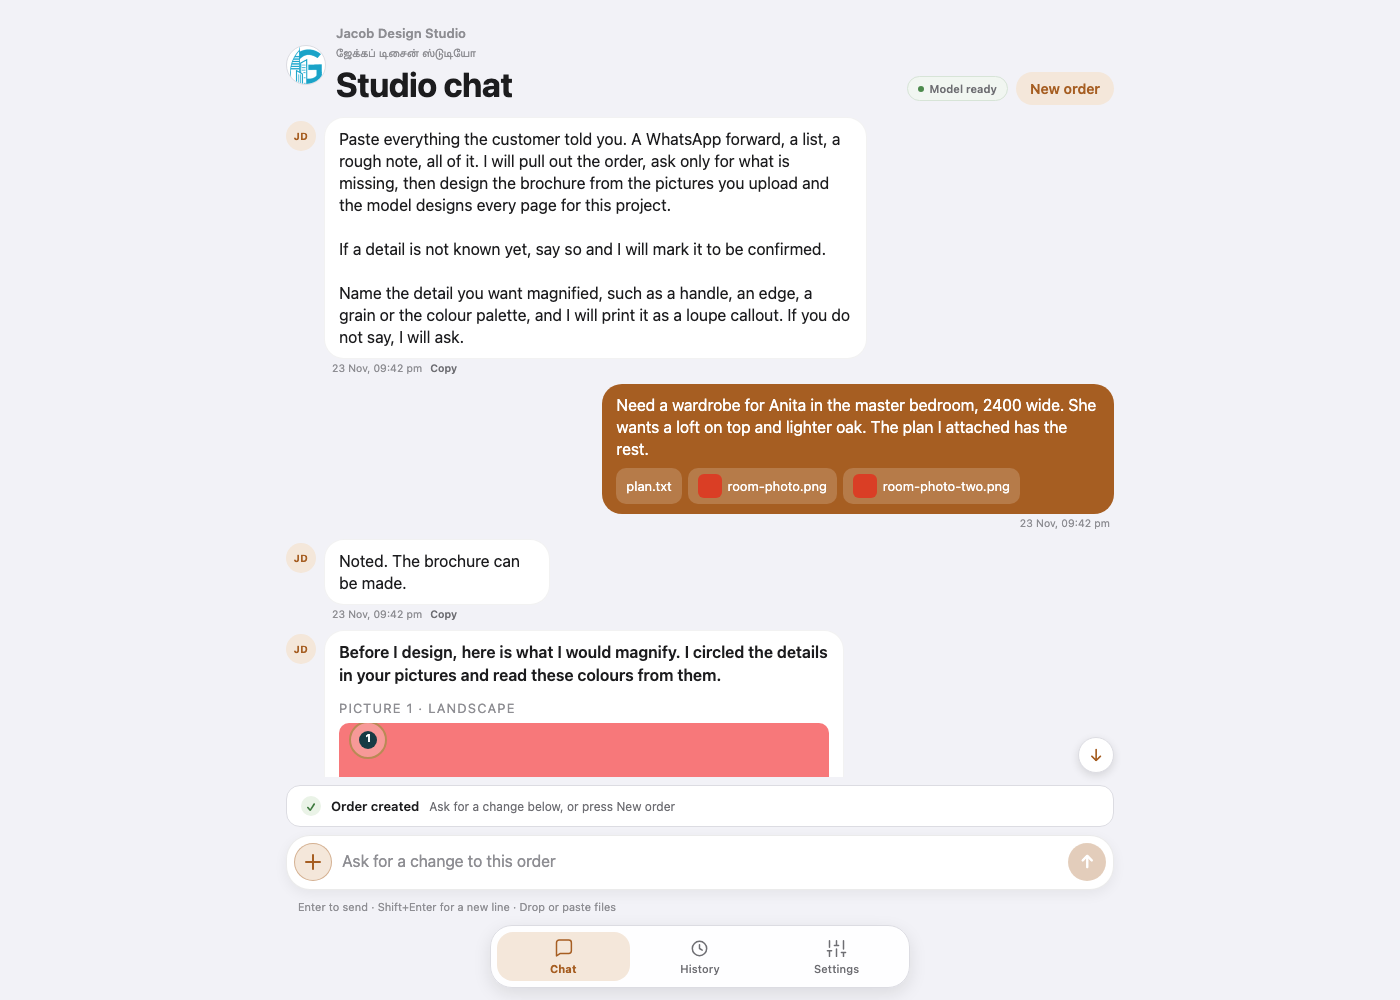 Jacob Design Studio
ஜேக்கப் டிசைன் ஸ்டுடியோ
Studio chat
Model ready
New order
JD
Paste everything the customer told you. A WhatsApp forward, a list, a
rough note, all of it. I will pull out the order, ask only for what is
missing, then design the brochure from the pictures you upload and
the model designs every page for this project.
If a detail is not known yet, say so and I will mark it to be confirmed.
Name the detail you want magnified, such as a handle, an edge, a
grain or the colour palette, and I will print it as a loupe callout. If you do
not say, I will ask.
23 Nov, 09:42 pm Copy
Need a wardrobe for Anita in the master bedroom, 2400 wide. She
wants a loft on top and lighter oak. The plan I attached has the
rest.
plan.txt room-photo.png room-photo-two.png
23 Nov, 09:42 pm
JD
Noted. The brochure can
be made.
23 Nov, 09:42 pm Copy
JD
Before I design, here is what I would magnify. I circled the details
in your pictures and read these colours from them.
PICTURE 1 · LANDSCAPE
1
Order created Ask for a change below, or press New order
Ask for a change to this order
Enter to send · Shift+Enter for a new line · Drop or paste files
Chat History Settings